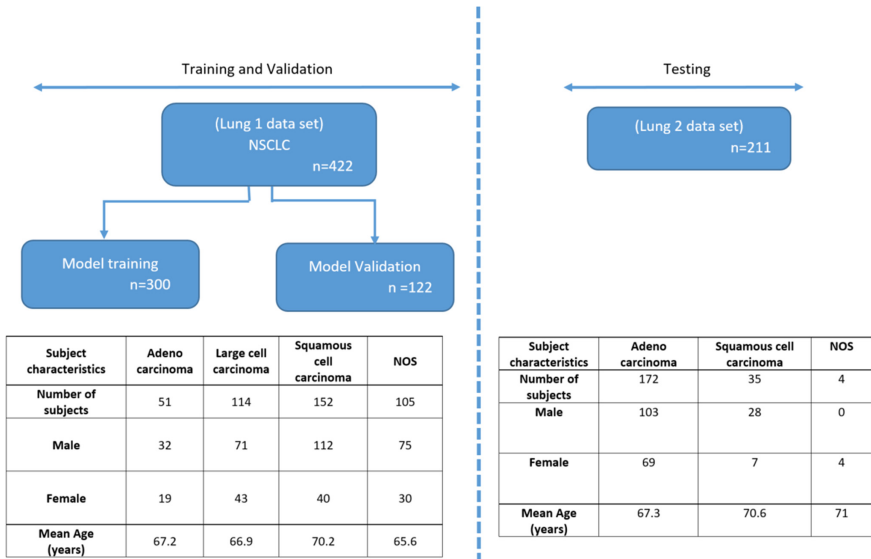 Training and Validation
(Lung 1 data set)
NSCLC
n=422
Model training
n=300
Model Validation
n =122
Subject characteristics Adeno carcinoma Large cell carcinoma Squamous cell carcinoma NOS
Number of subjects 51 114 152 105
Male 32 71 112 75
Female 19 43 40 30
Mean Age (years) 67.2 66.9 70.2 65.6
Testing
(Lung 2 data set)
n=211
Subject characteristics Adeno carcinoma Squamous cell carcinoma NOS
Number of subjects 172 35 4
Male 103 28 0
Female 69 7 4
Mean Age (years) 67.3 70.6 71